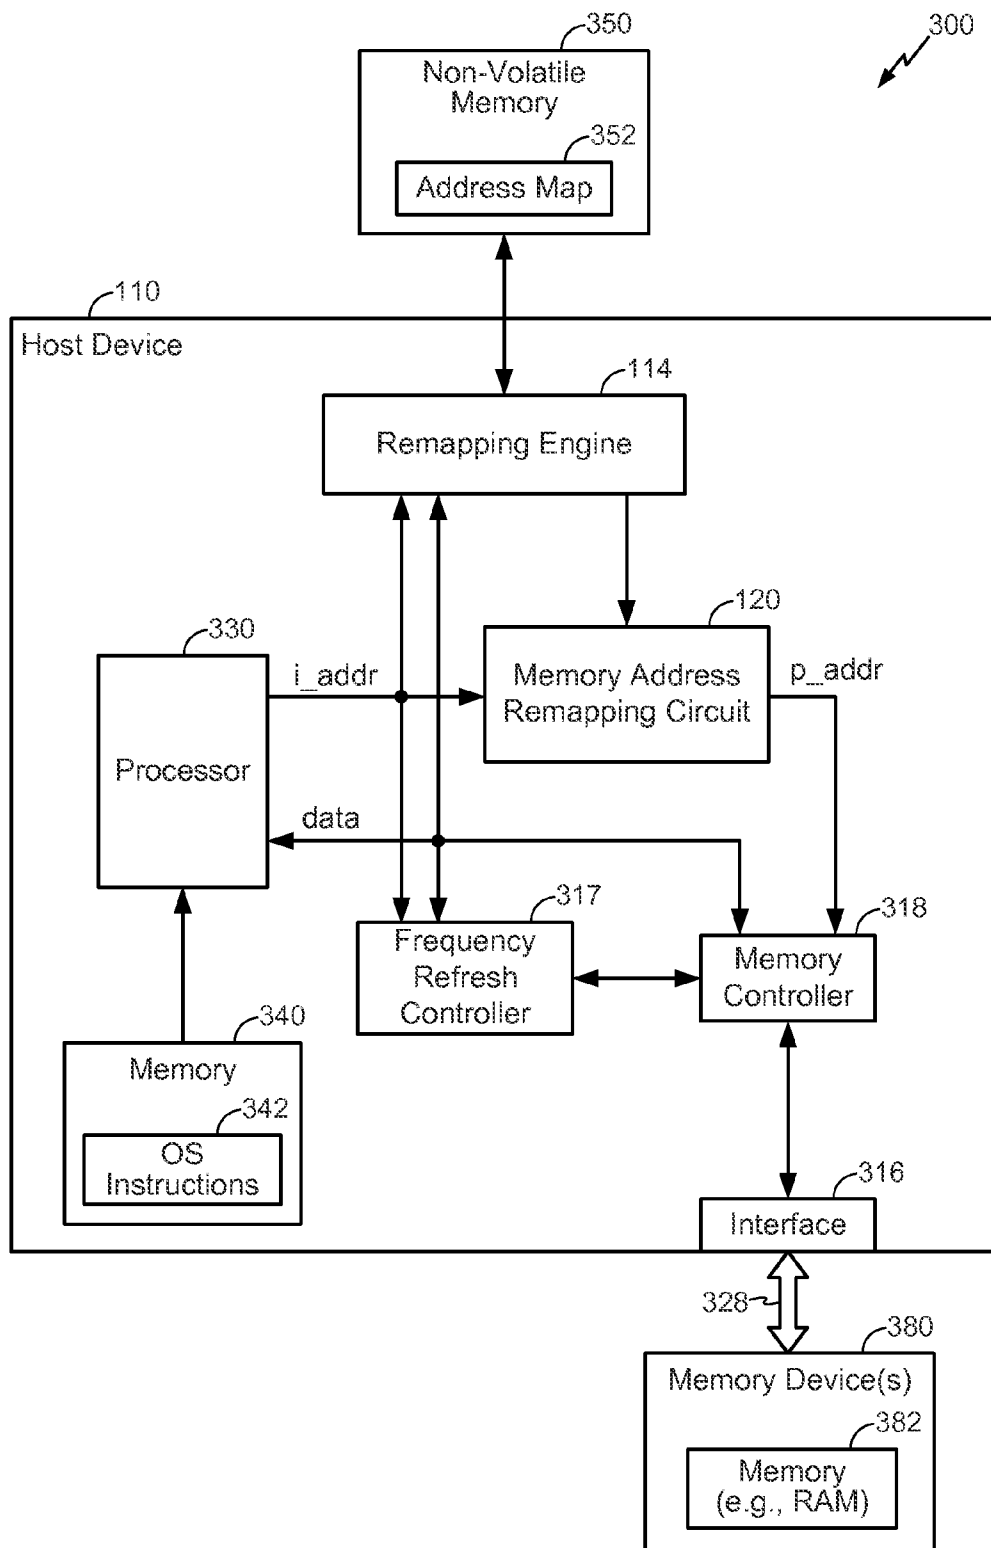 300
350
Non-Volatile
Memory
352
Address Map
110
Host Device
114
Remapping Engine
120
330
i_addr
Memory Address
Remapping Circuit
p_addr
Processor
data
317
318
Frequency
Refresh
Controller
Memory
Controller
340
Memory
342
OS
Instructions
316
Interface
328
380
Memory Device(s)
382
Memory
(e.g., RAM)